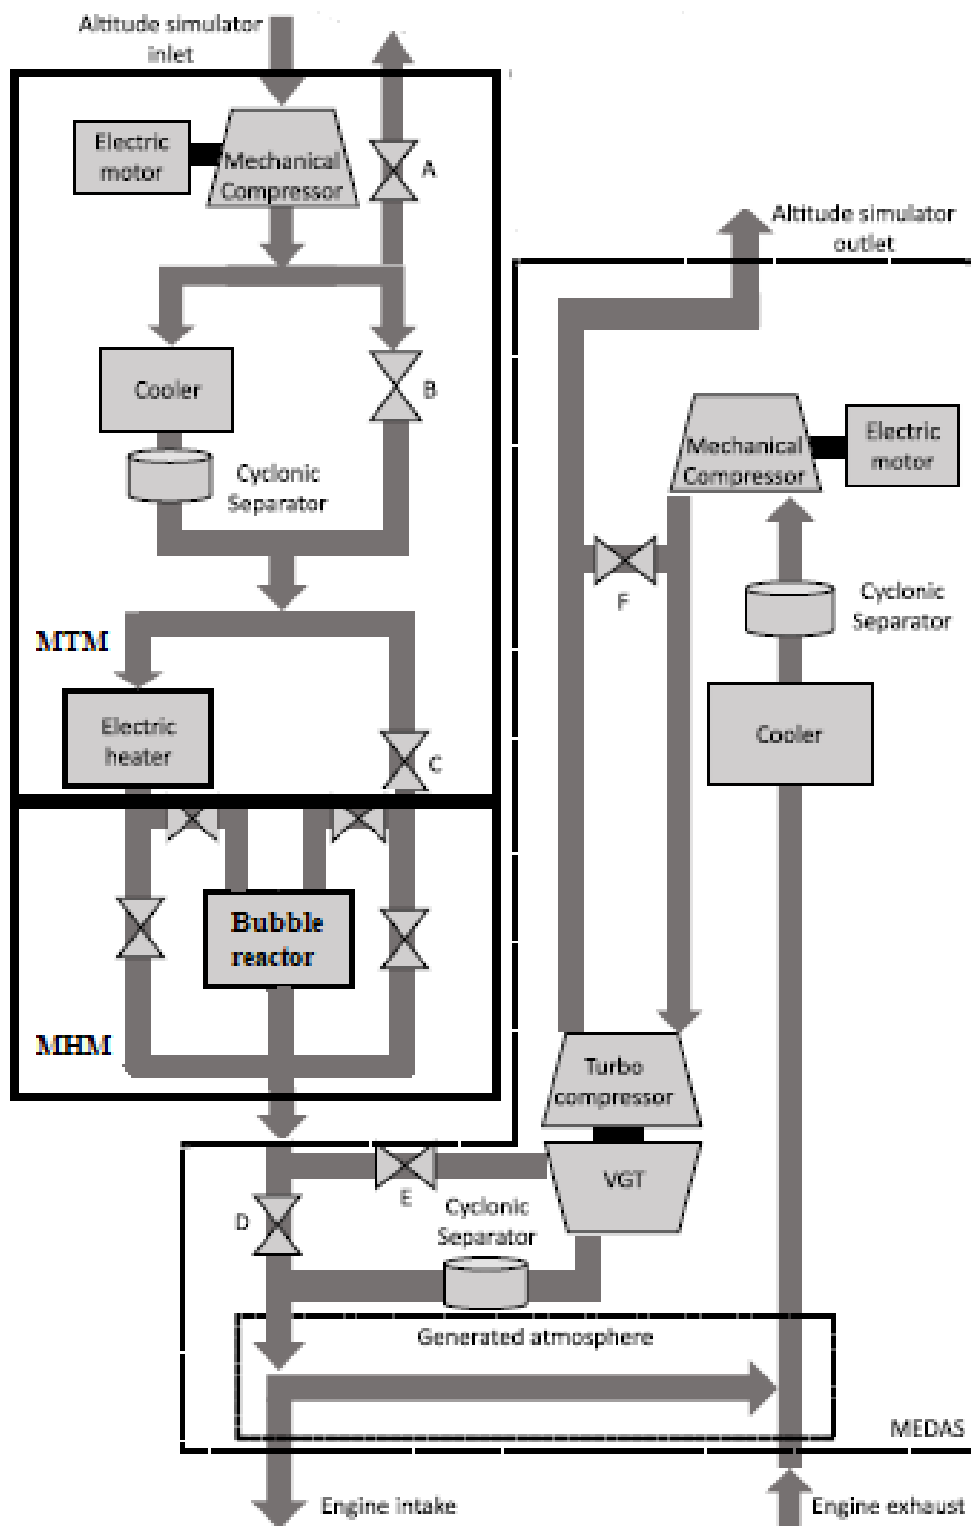 Altitude simulator
inlet
Electric
motor
Mechanical
Compressor
A
Altitude simulator
outlet
Cooler
B
Mechanical
Compressor
Electric
motor
Cyclonic
Separator
F
Cyclonic
Separator
MTM
Electric
heater
C
Cooler
Bubble
reactor
MHM
Turbo
compressor
VGT
E
D
Cyclonic
Separator
Generated atmosphere
MEDAS
Engine intake
Engine exhaust